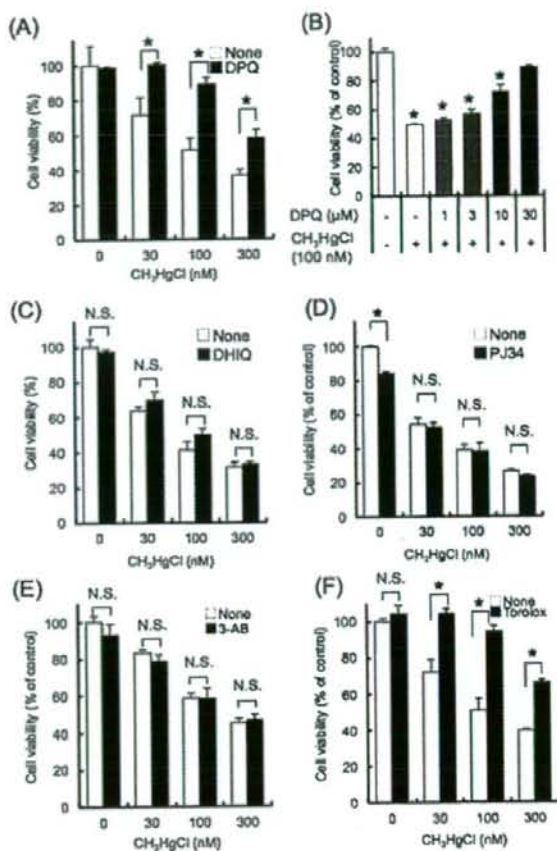 (A)
None
DPQ
Cell viability (%)
100
80
60
40
20
0
* * *
0 30 100 300
CH₃HgCl (nM)
(B)
Cell viability (% of control)
100
80
60
40
20
0
* * * *
DPQ (μM) - - 1 3 10 30
CH₃HgCl (100 nM) - + + + + +
(C)
None
DHIQ
Cell viability (%)
100
80
60
40
20
0
N.S. N.S. N.S. N.S.
0 30 100 300
CH₃HgCl (nM)
(D)
None
PJ34
Cell viability (% of control)
100
80
60
40
20
0
* N.S. N.S. N.S.
0 30 100 300
CH₃HgCl (nM)
(E)
None
3-AB
Cell viability (% of control)
100
80
60
40
20
0
N.S. N.S. N.S. N.S.
0 30 100 300
CH₃HgCl (nM)
(F)
None
Torolox
Cell viability (% of control)
100
80
60
40
20
0
N.S. * * *
0 30 100 300
CH₃HgCl (nM)